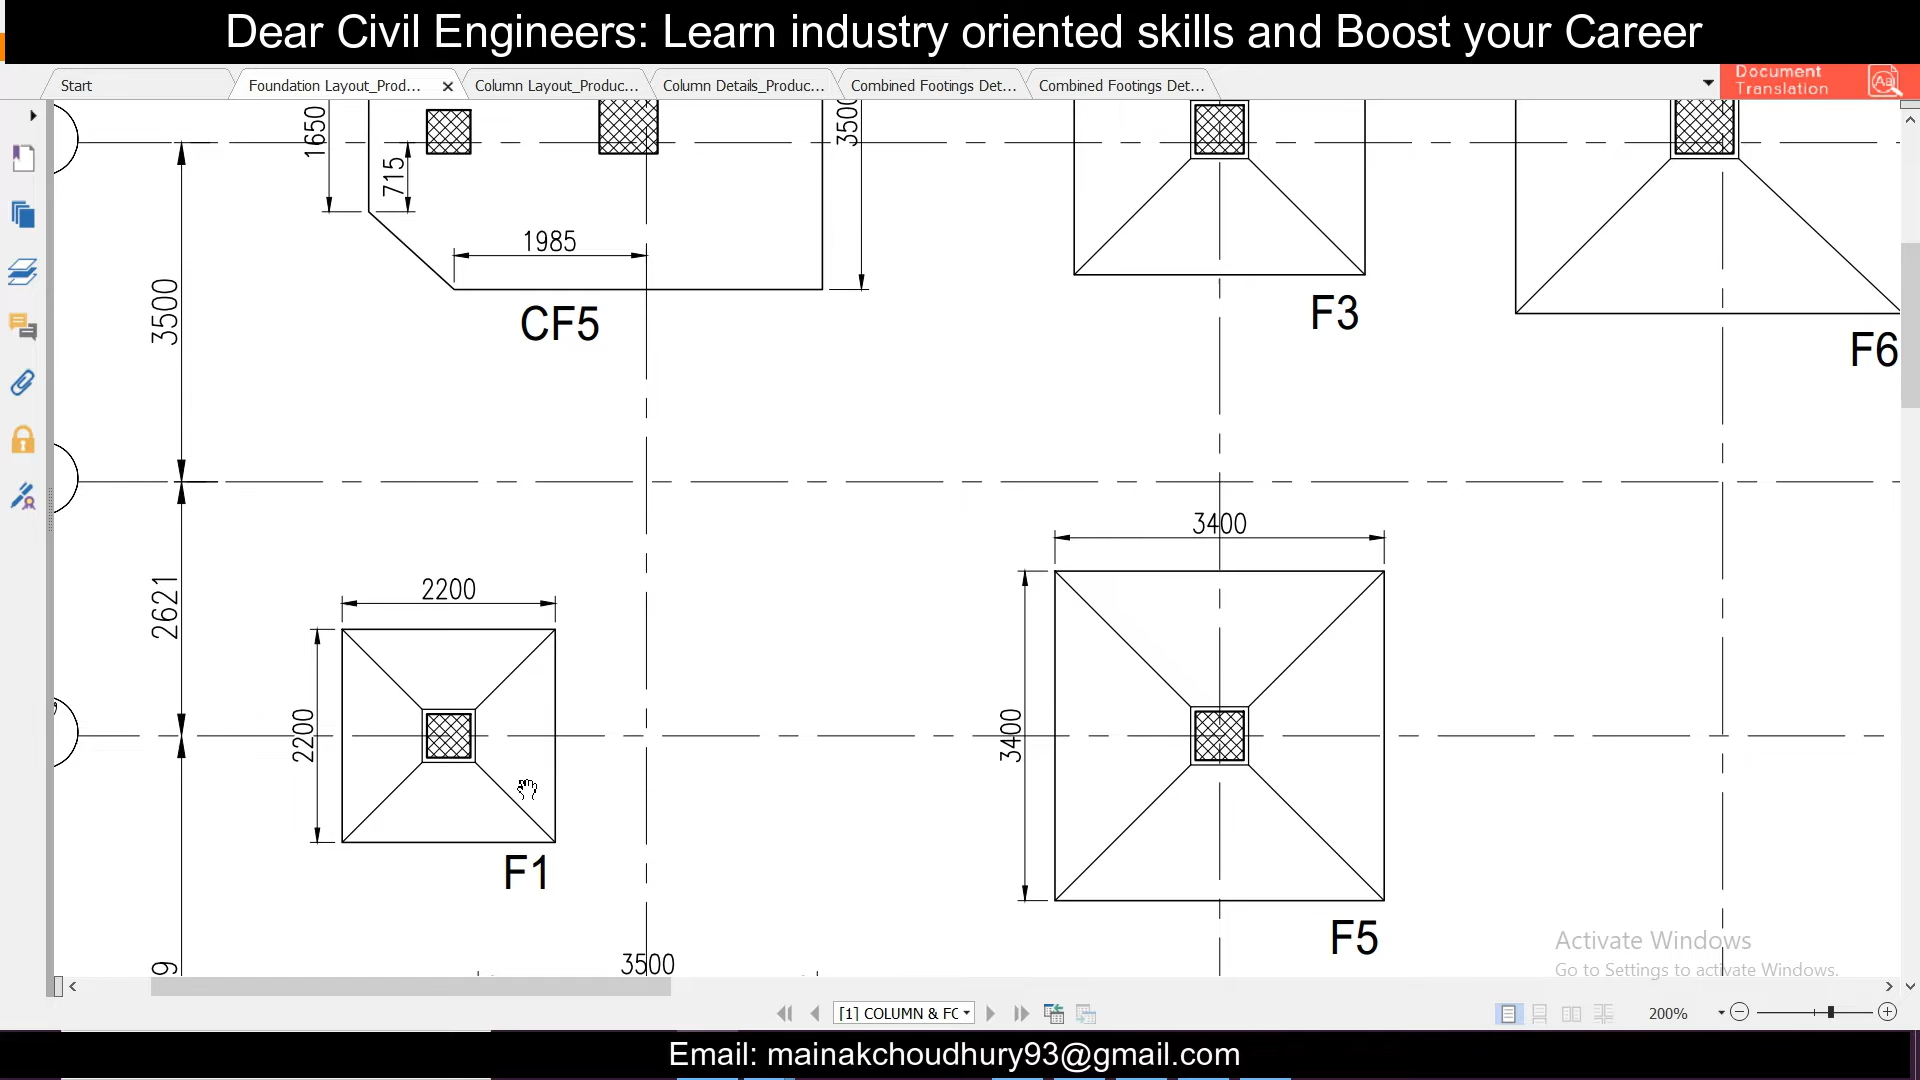 Dear Civil Engineers: Learn industry oriented skills and Boost your Career
Start
Foundation Layout_Prod...
Column Layout_Produc...
Column Details_Produc...
Combined Footings Det...
Combined Footings Det...
Document
Translation
Aa
1650
715
3500
1985
CF5
F3
F6
3500
2621
3400
3400
2200
2200
F1
F5
9
3500
Activate Windows
Go to Settings to activate Windows.
[1] COLUMN & FC
200%
Email: mainakchoudhury93@gmail.com